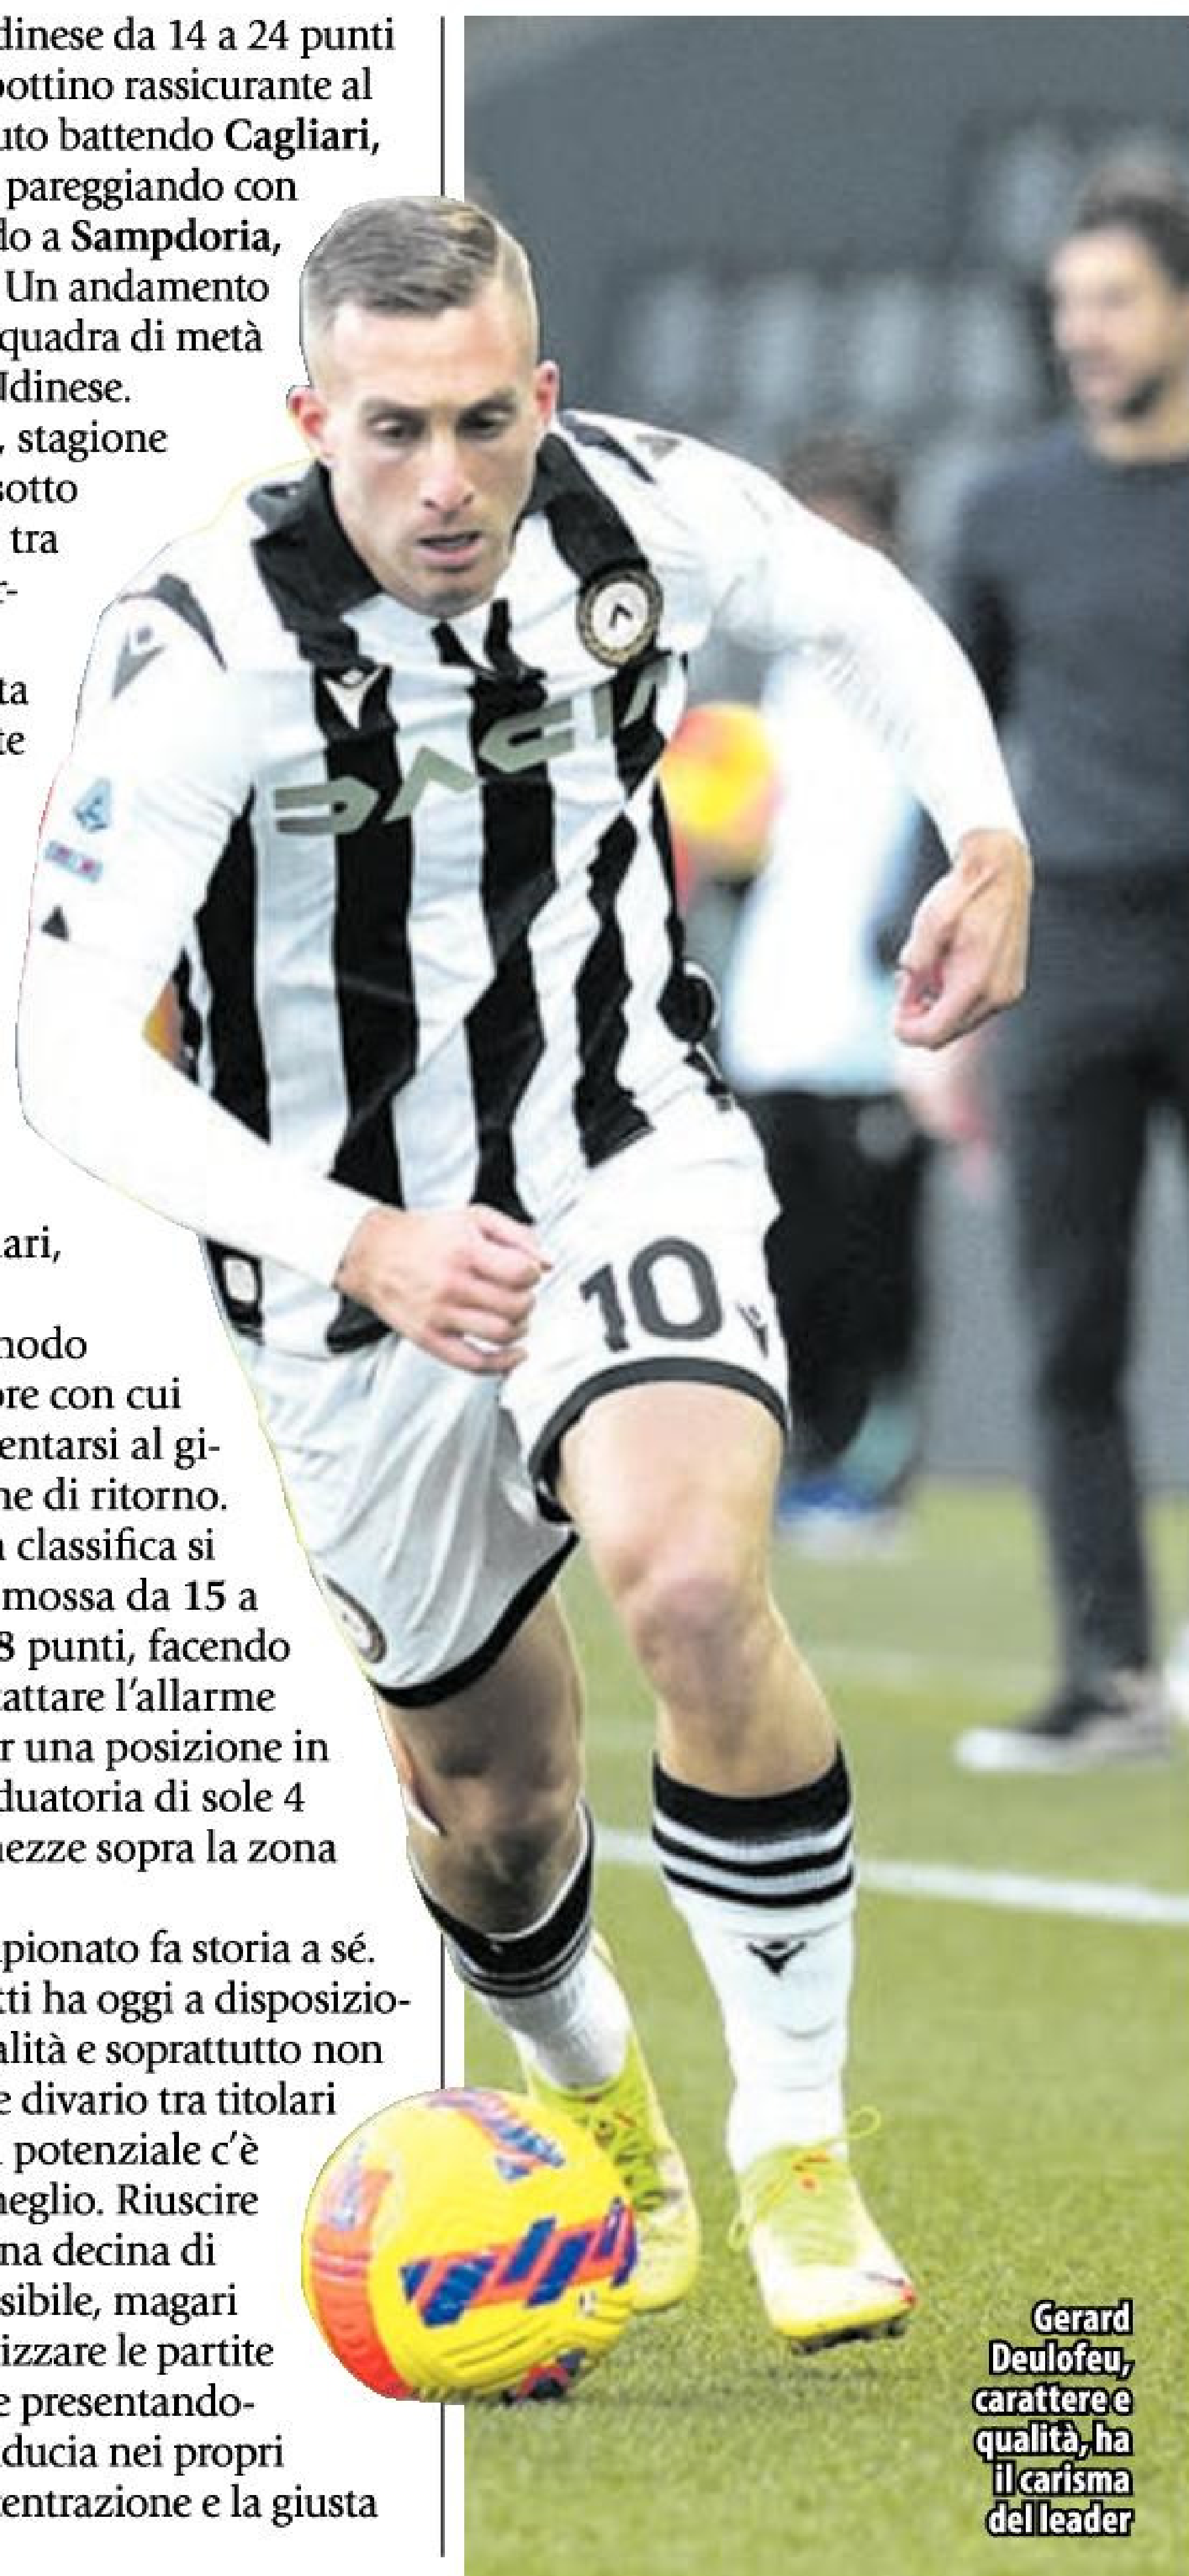 dinese da 14 a 24 punti
bottino rassicurante al
uto battendo Cagliari,
pareggiando con
do a Sampdoria,
Un andamento
quadra di metà
Udinese.
, stagione
sotto
tra
r-
ta
te
ari,
modo
ore con cui
entarsi al gi-
ne di ritorno.
classifica si
mossa da 15 a
8 punti, facendo
attare l'allarme
r una posizione in
duatoria di sole 4
hezze sopra la zona
pionato fa storia a sé.
ti ha oggi a disposizio-
alità e soprattutto non
e divario tra titolari
potenziale c'è
meglio. Riuscire
na decina di
sibile, magari
izzare le partite
e presentando-
ducia nei propri
centrazione e la giusta
DACIA
10
Gerard
Deulofeu,
carattere e
qualità, ha
il carisma
del leader